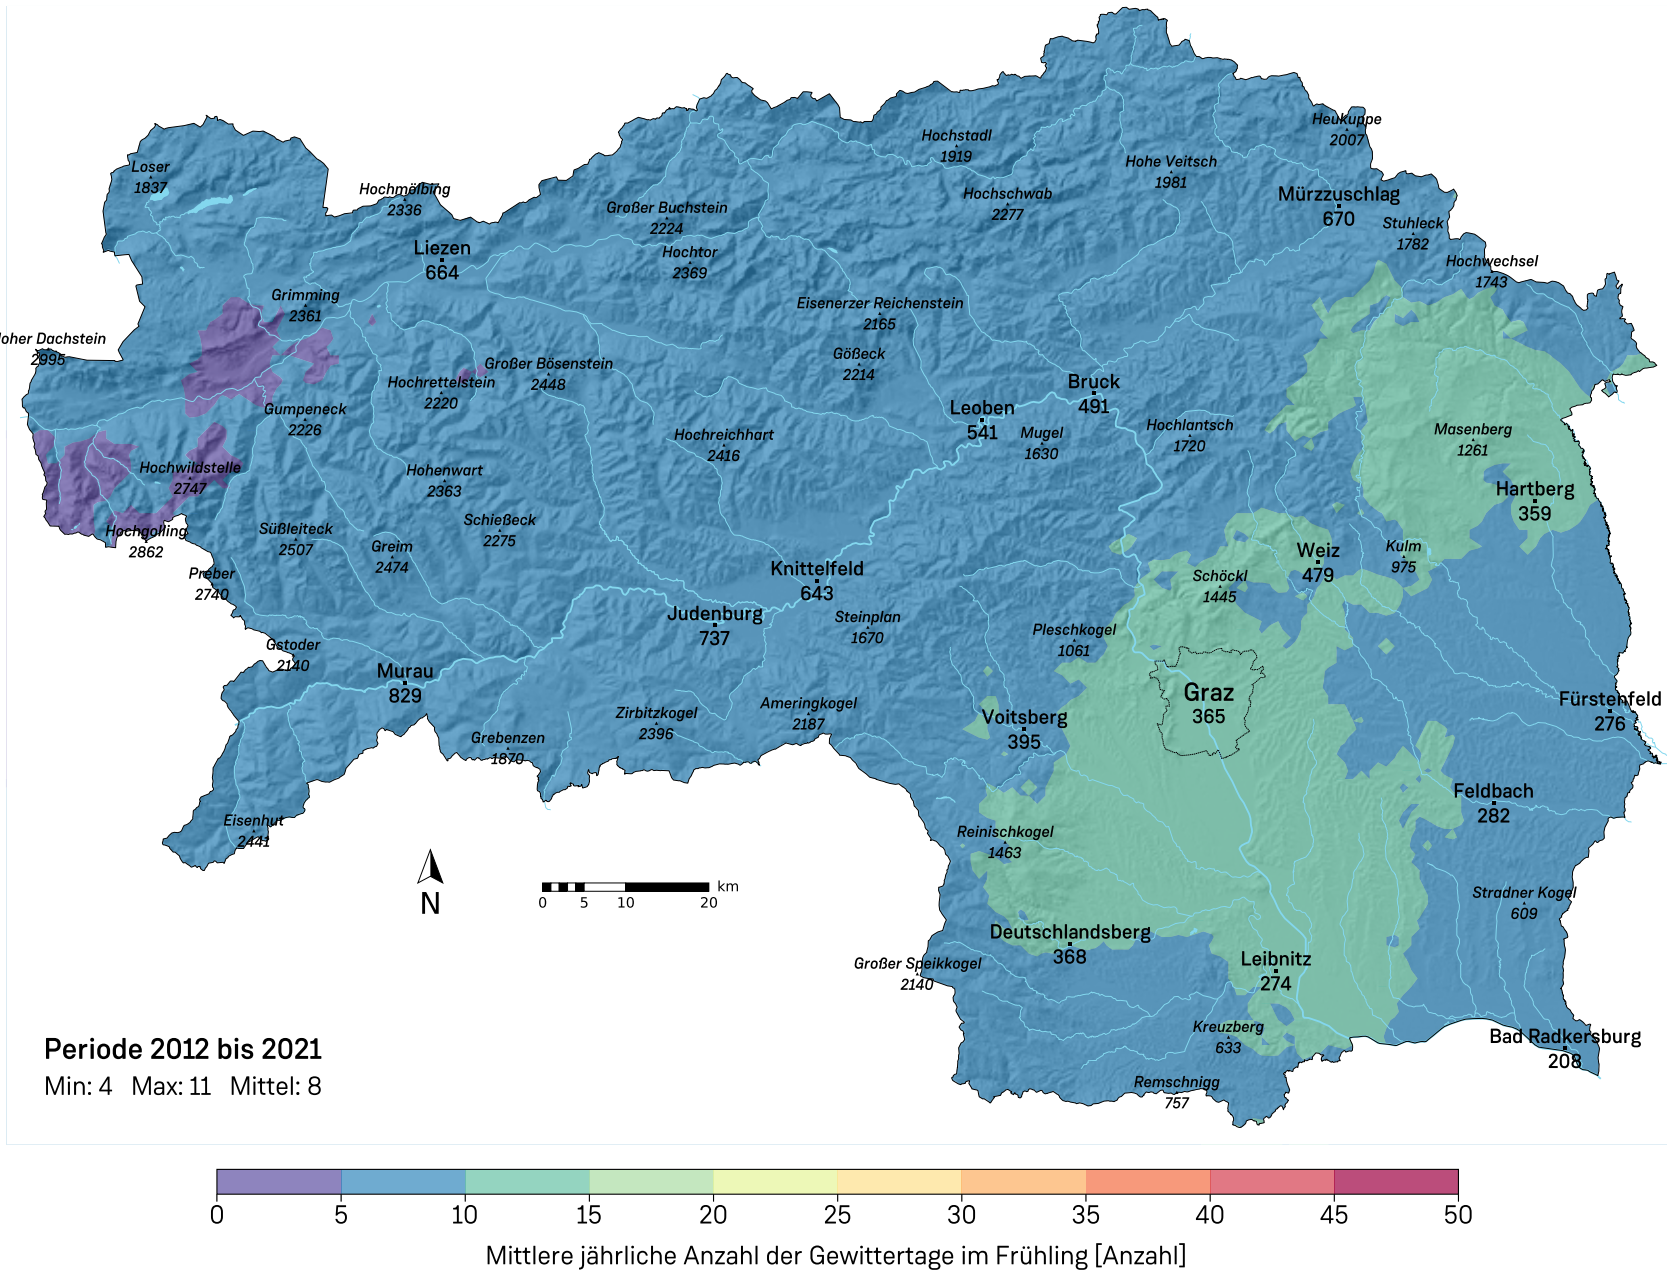 Heukuppe
2007
Hochstadl
1919
Hohe Veitsch
1981
Loser
1837
Hochmölbing
2336
Hochschwab
2277
Mürzzuschlag
670
Großer Buchstein
2224
Stuhleck
1782
Liezen
664
Hochtor
2369
Hochwechsel
1743
Grimming
2361
Eisenerzer Reichenstein
2165
oher Dachstein
2995
Gößeck
2214
Großer Bösenstein
2448
Hochrettelstein
2220
Bruck
491
Gumpeneck
2226
Leoben
541
Mugel
1630
Hochlantsch
1720
Masenberg
1261
Hochreichhart
2416
Hochwildstelle
2747
Hohenwart
2363
Hartberg
359
Schießeck
2275
Hochgolling
2862
Süßleiteck
2507
Greim
2474
Weiz
479
Kulm
975
Preber
2740
Knittelfeld
643
Schöckl
1445
Judenburg
737
Steinplan
1670
Pleschkogel
1061
Gstoder
2140
Murau
829
Graz
365
Fürstenfeld
276
Ameringkogel
2187
Zirbitzkogel
2396
Voitsberg
395
Grebenzen
1870
Feldbach
282
Eisenhut
2441
Reinischkogel
1463
N
km
0 5 10 20
Stradner Kogel
609
Deutschlandsberg
368
Großer Speikkogel
2140
Leibnitz
274
Kreuzberg
633
Bad Radkersburg
208
Remschnigg
757
Periode 2012 bis 2021
Min: 4 Max: 11 Mittel: 8
0 5 10 15 20 25 30 35 40 45 50
Mittlere jährliche Anzahl der Gewittertage im Frühling [Anzahl]